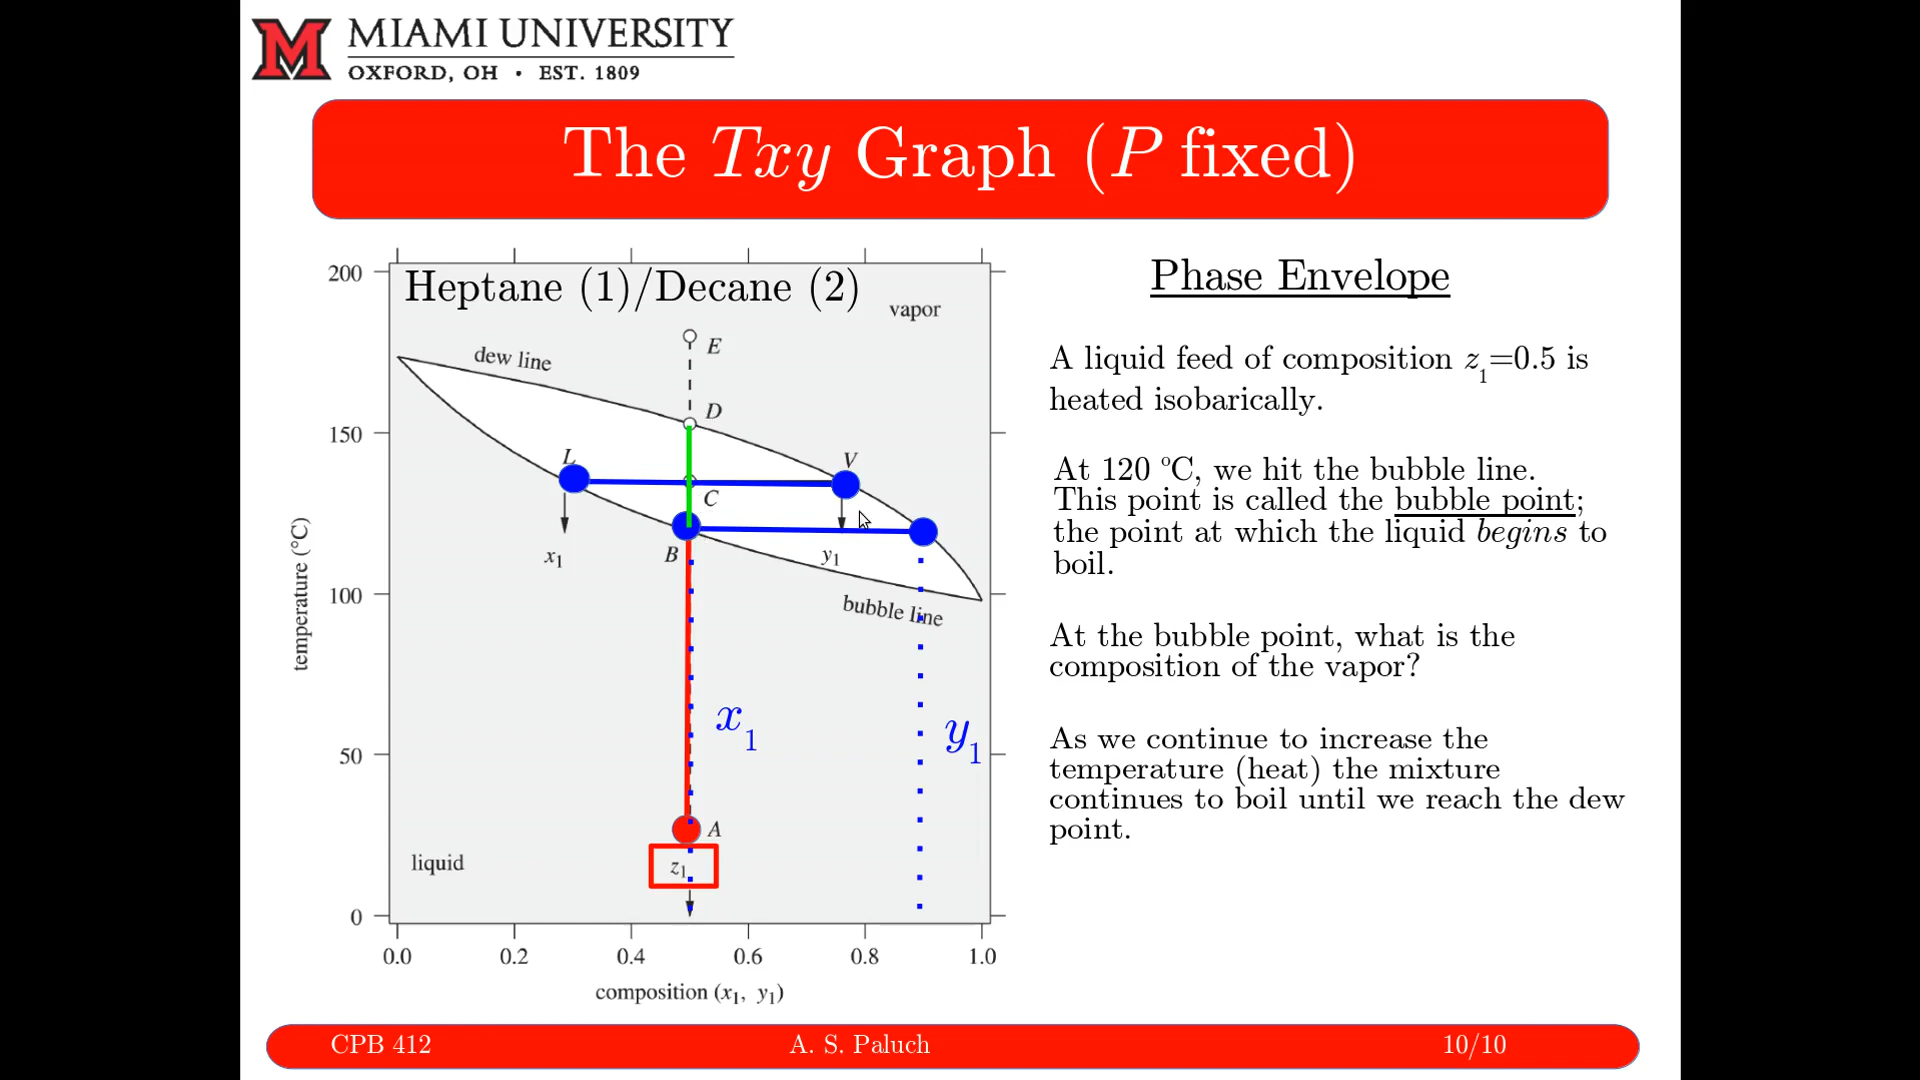 M MIAMI UNIVERSITY
OXFORD, OH • EST. 1809
The Txy Graph (P fixed)
Heptane (1)/Decane (2)
vapor
200
E
dew line
D
150
L
V
C
x₁
B
y₁
100
bubble line
temperature (°C)
50
x₁
y₁
A
z₁
liquid
0
0.0 0.2 0.4 0.6 0.8 1.0
composition (x₁, y₁)
Phase Envelope
A liquid feed of composition z₁=0.5 is
heated isobarically.
At 120 °C, we hit the bubble line.
This point is called the bubble point;
the point at which the liquid begins to
boil.
At the bubble point, what is the
composition of the vapor?
As we continue to increase the
temperature (heat) the mixture
continues to boil until we reach the dew
point.
CPB 412 A. S. Paluch 10/10